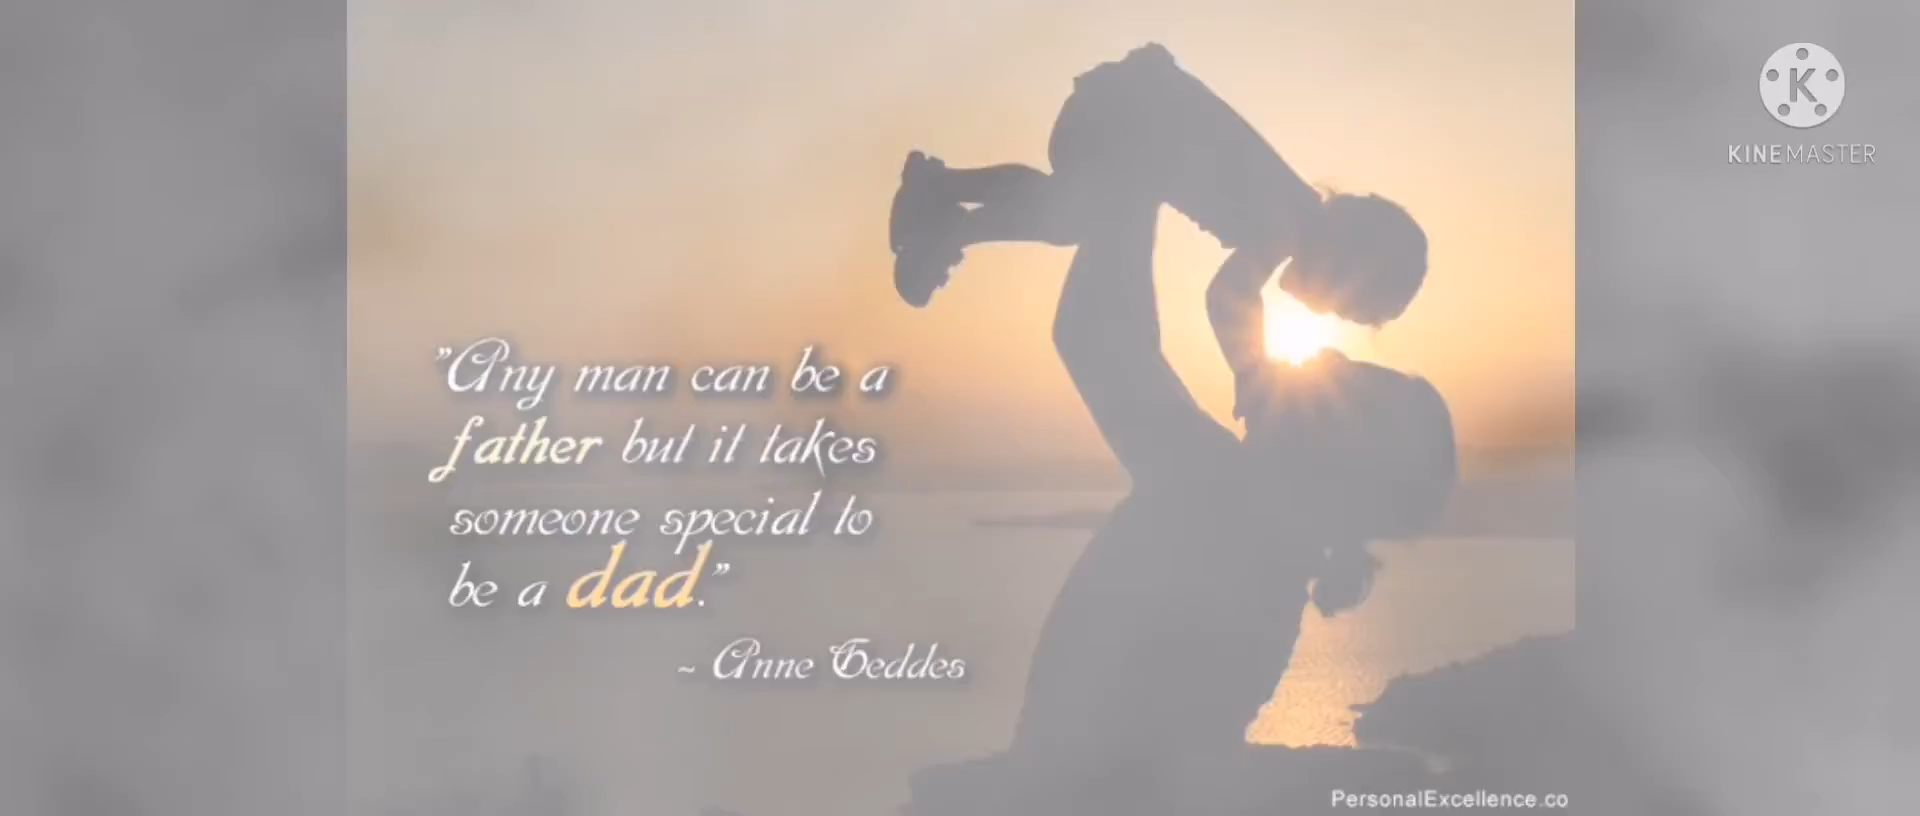 "Any man can be a
father but it takes
someone special to
be a dad."
~ Anne Geddes
PersonalExcellence.co
K
KINEMASTER